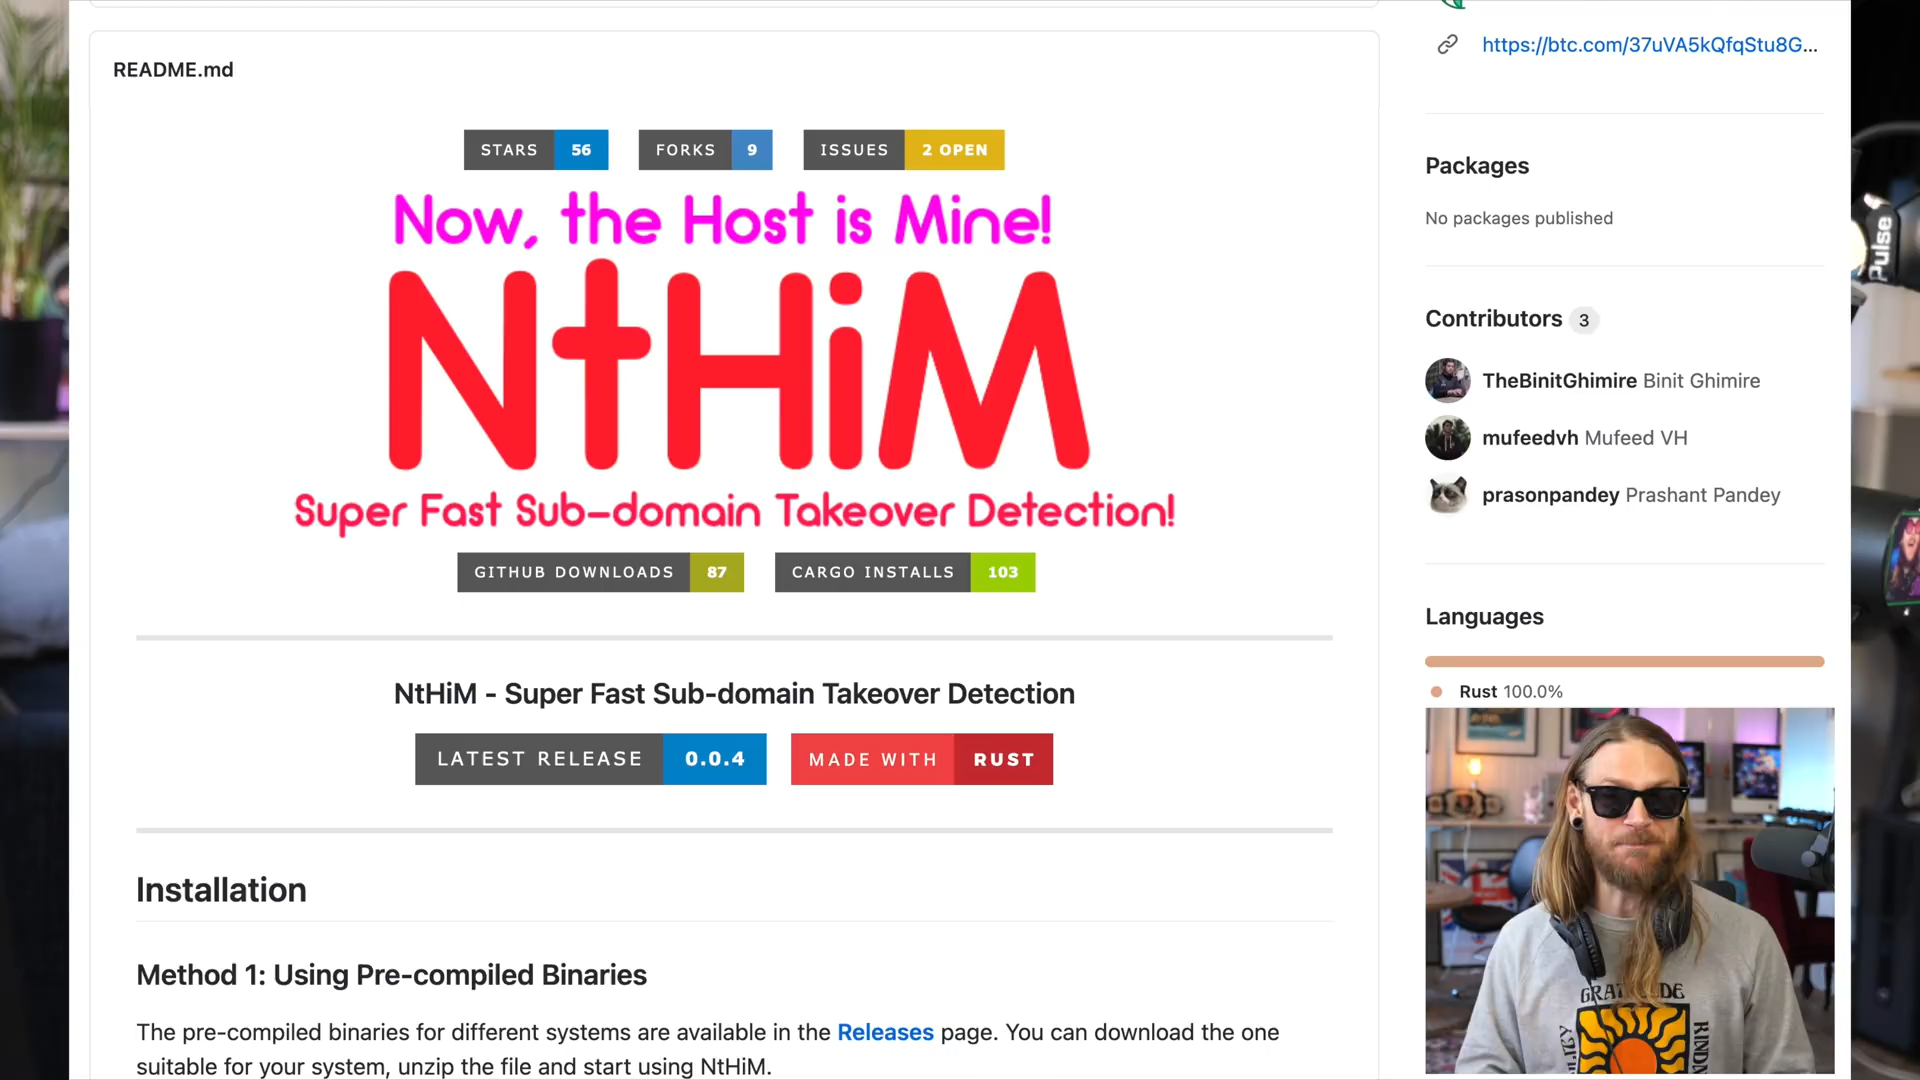 README.md
STARS 56
FORKS 9
ISSUES 2 OPEN
Now, the Host is Mine!
NtHiM
Super Fast Sub-domain Takeover Detection!
GITHUB DOWNLOADS 87
CARGO INSTALLS 103
NtHiM - Super Fast Sub-domain Takeover Detection
LATEST RELEASE 0.0.4
MADE WITH RUST
Installation
Method 1: Using Pre-compiled Binaries
The pre-compiled binaries for different systems are available in the Releases page. You can download the one
suitable for your system, unzip the file and start using NtHiM.
https://btc.com/37uVA5kQfqStu8G...
Packages
No packages published
Contributors 3
TheBinitGhimire Binit Ghimire
mufeedvh Mufeed VH
prasonpandey Prashant Pandey
Languages
Rust 100.0%
Pulse
GRATITUDE